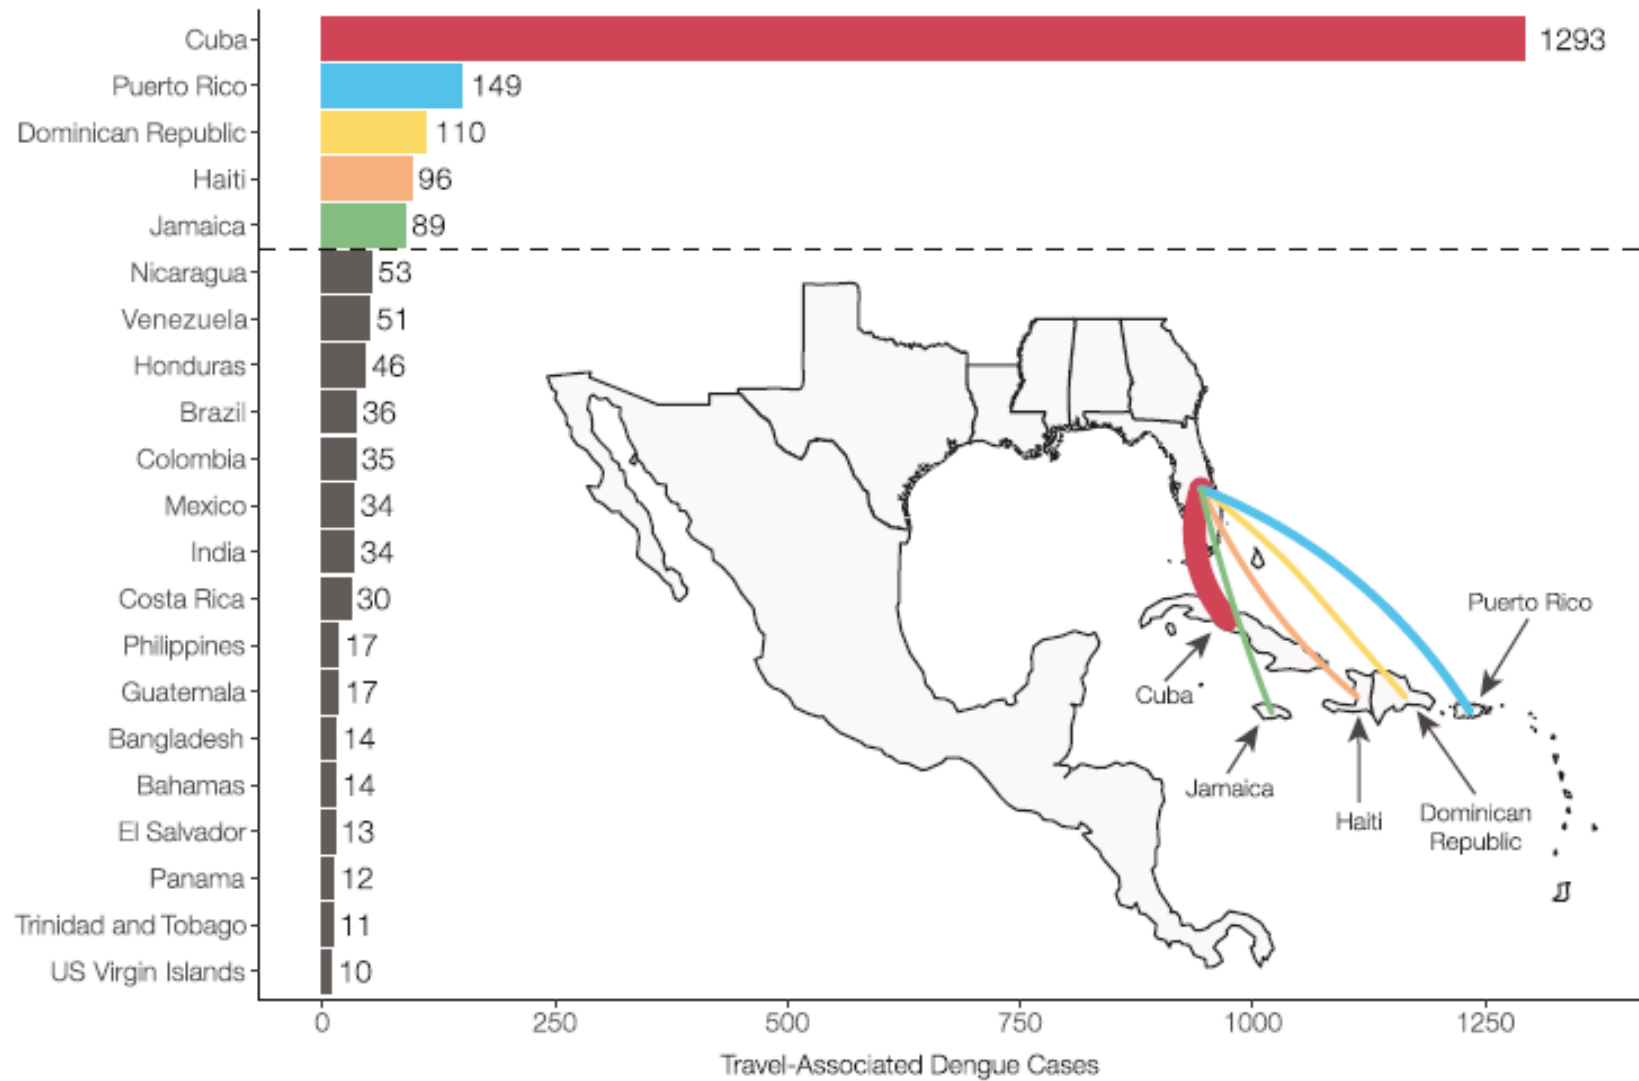 Cuba 1293
Puerto Rico 149
Dominican Republic 110
Haiti 96
Jamaica 89
Nicaragua 53
Venezuela 51
Honduras 46
Brazil 36
Colombia 35
Mexico 34
India 34
Costa Rica 30
Philippines 17
Guatemala 17
Bangladesh 14
Bahamas 14
El Salvador 13
Panama 12
Trinidad and Tobago 11
US Virgin Islands 10
Puerto Rico
Cuba
Jamaica
Haiti
Dominican
Republic
0 250 500 750 1000 1250
Travel-Associated Dengue Cases